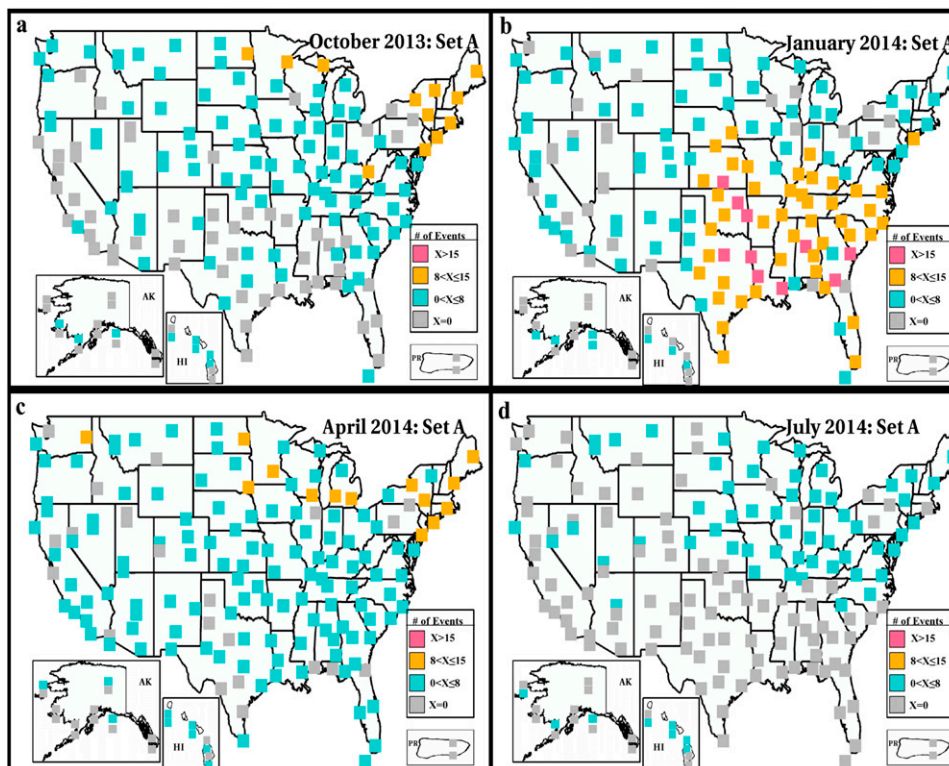 a
October 2013: Set A
# of Events
X>15
8<X≤15
0<X≤8
X=0
AK
HI
PR
b
January 2014: Set A
# of Events
X>15
8<X≤15
0<X≤8
X=0
AK
HI
PR
c
April 2014: Set A
# of Events
X>15
8<X≤15
0<X≤8
X=0
AK
HI
PR
d
July 2014: Set A
# of Events
X>15
8<X≤15
0<X≤8
X=0
AK
HI
PR